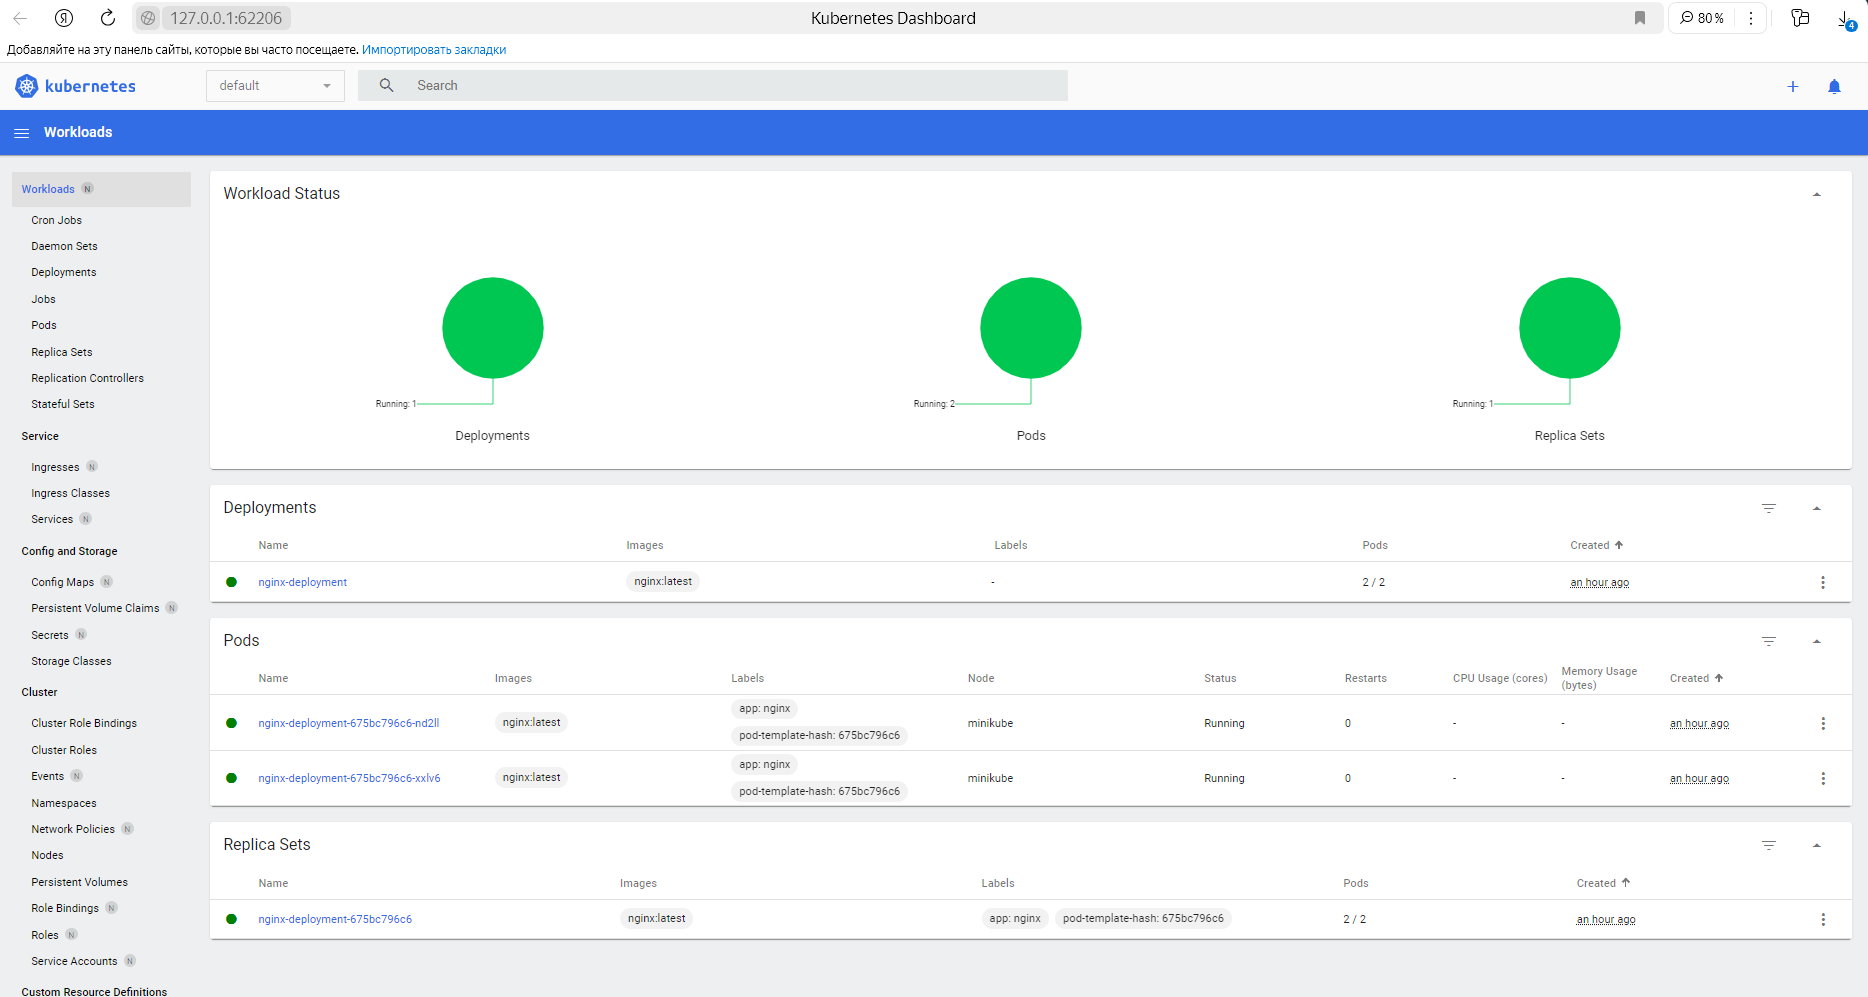 127.0.0.1:62206
Kubernetes Dashboard
80 %
4
Добавляйте на эту панель сайты, которые вы часто посещаете. Импортировать закладки
kubernetes
default
Search
Workloads
Workloads N
Cron Jobs
Daemon Sets
Deployments
Jobs
Pods
Replica Sets
Replication Controllers
Stateful Sets
Service
Ingresses N
Ingress Classes
Services N
Config and Storage
Config Maps N
Persistent Volume Claims N
Secrets N
Storage Classes
Cluster
Cluster Role Bindings
Cluster Roles
Events N
Namespaces
Network Policies N
Nodes
Persistent Volumes
Role Bindings N
Roles N
Service Accounts N
Custom Resource Definitions
Workload Status
Running: 1
Deployments
Running: 2
Pods
Running: 1
Replica Sets
Deployments
Name Images Labels Pods Created
nginx-deployment nginx:latest - 2 / 2 an hour ago
Pods
Name Images Labels Node Status Restarts CPU Usage (cores) Memory Usage (bytes) Created
nginx-deployment-675bc796c6-nd2ll nginx:latest app: nginx pod-template-hash: 675bc796c6 minikube Running 0 - - an hour ago
nginx-deployment-675bc796c6-xxlv6 nginx:latest app: nginx pod-template-hash: 675bc796c6 minikube Running 0 - - an hour ago
Replica Sets
Name Images Labels Pods Created
nginx-deployment-675bc796c6 nginx:latest app: nginx pod-template-hash: 675bc796c6 2 / 2 an hour ago